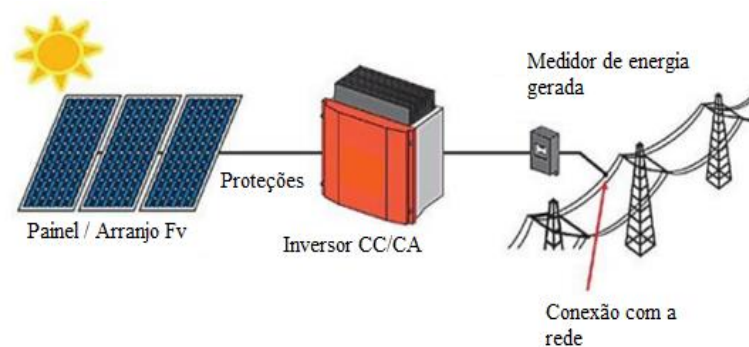 Medidor de energia
gerada
Proteções
Painel / Arranjo Fv
Inversor CC/CA
Conexão com a
rede